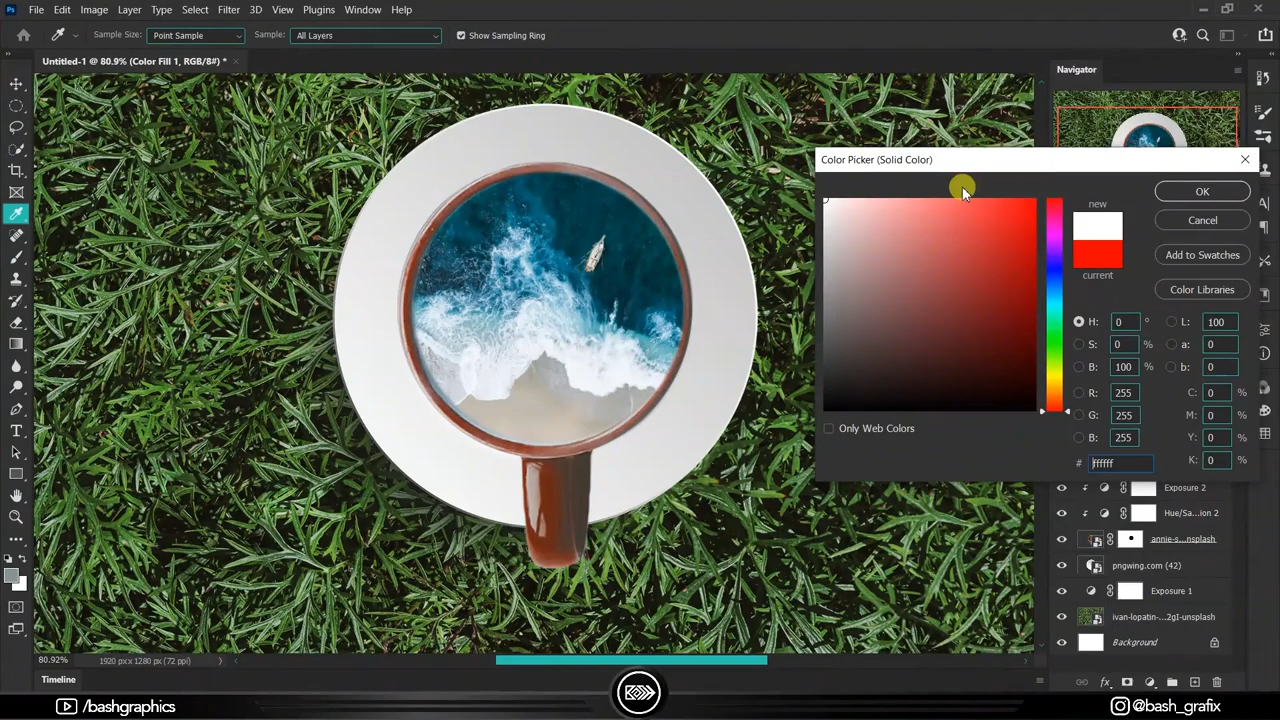 Ps File Edit Image Layer Type Select Filter 3D View Plugins Window Help
Sample Size: Point Sample Sample: All Layers Show Sampling Ring
Untitled-1 @ 80.9% (Color Fill 1, RGB/8#) *
Navigator
Color Picker (Solid Color)
OK
new
Cancel
Add to Swatches
current
Color Libraries
H: 0 ° L: 100
S: 0 % a: 0
B: 100 % b: 0
R: 255 C: 0 %
G: 255 M: 0 %
Only Web Colors
B: 255 Y: 0 %
# ffffff K: 0 %
Exposure 2
Hue/Sa...ion 2
annie-s...nsplash
pngwing.com (42)
Exposure 1
ivan-lopatin-...2gI-unsplash
Background
80.92% 1920 px x 1280 px (72 ppi)
Timeline
/bashgraphics
@bash_grafix